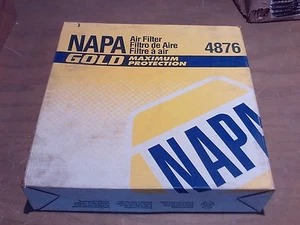 NAPA
Air Filter
Filtro de Aire
Filtre à air
4876
GOLD
MAXIMUM
PROTECTION
NAPA